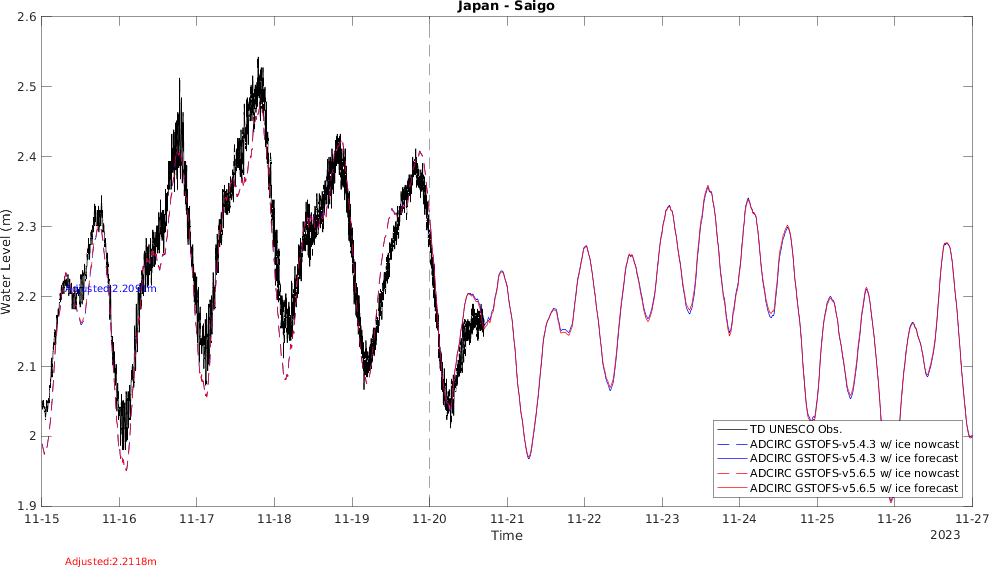 Japan - Saigo
Water Level (m)
2.6
2.5
2.4
2.3
2.2
2.1
2
1.9
11-15
11-16
11-17
11-18
11-19
11-20
11-21
11-22
11-23
11-24
11-25
11-26
11-27
2023
Time
TD UNESCO Obs.
ADCIRC GSTOFS-v5.4.3 w/ ice nowcast
ADCIRC GSTOFS-v5.4.3 w/ ice forecast
ADCIRC GSTOFS-v5.6.5 w/ ice nowcast
ADCIRC GSTOFS-v5.6.5 w/ ice forecast
Adjusted:2.2118m